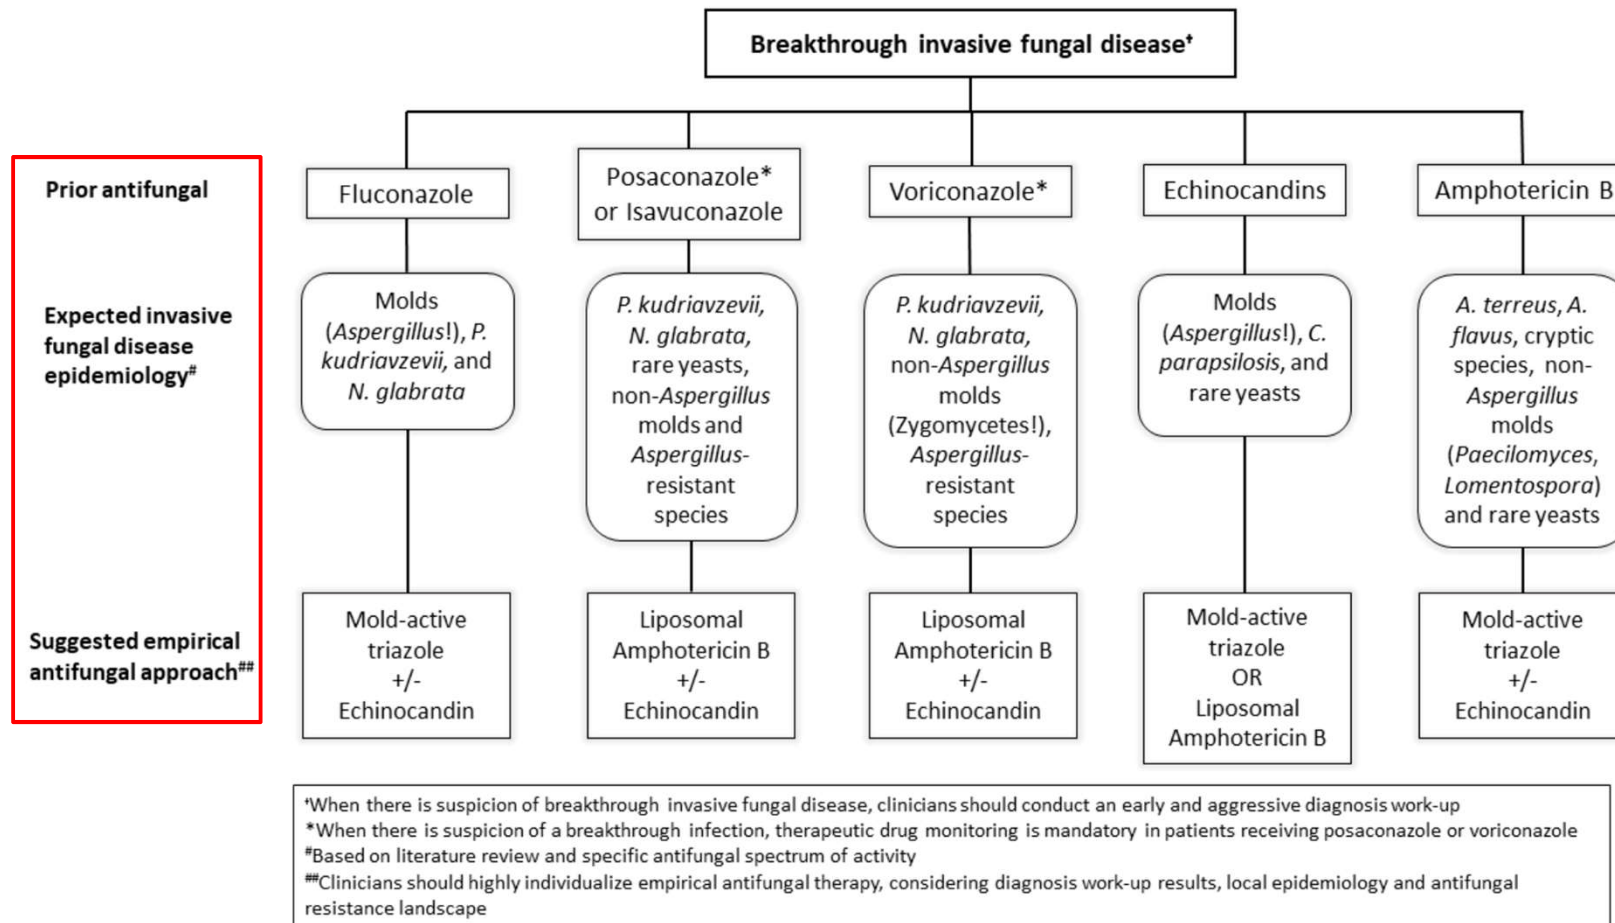 Breakthrough invasive fungal disease⁺
Prior antifungal
Fluconazole
Posaconazole*
or Isavuconazole
Voriconazole*
Echinocandins
Amphotericin B
Expected invasive
fungal disease
epidemiology#
Molds
(Aspergillus!), P.
kudriavzevii, and
N. glabrata
P. kudriavzevii,
N. glabrata,
rare yeasts,
non-Aspergillus
molds and
Aspergillus-
resistant
species
P. kudriavzevii,
N. glabrata,
non-Aspergillus
molds
(Zygomycetes!),
Aspergillus-
resistant
species
Molds
(Aspergillus!), C.
parapsilosis, and
rare yeasts
A. terreus, A.
flavus, cryptic
species, non-
Aspergillus
molds
(Paecilomyces,
Lomentospora)
and rare yeasts
Suggested empirical
antifungal approach##
Mold-active
triazole
+/-
Echinocandin
Liposomal
Amphotericin B
+/-
Echinocandin
Liposomal
Amphotericin B
+/-
Echinocandin
Mold-active
triazole
OR
Liposomal
Amphotericin B
Mold-active
triazole
+/-
Echinocandin
⁺When there is suspicion of breakthrough invasive fungal disease, clinicians should conduct an early and aggressive diagnosis work-up
*When there is suspicion of a breakthrough infection, therapeutic drug monitoring is mandatory in patients receiving posaconazole or voriconazole
#Based on literature review and specific antifungal spectrum of activity
##Clinicians should highly individualize empirical antifungal therapy, considering diagnosis work-up results, local epidemiology and antifungal
resistance landscape